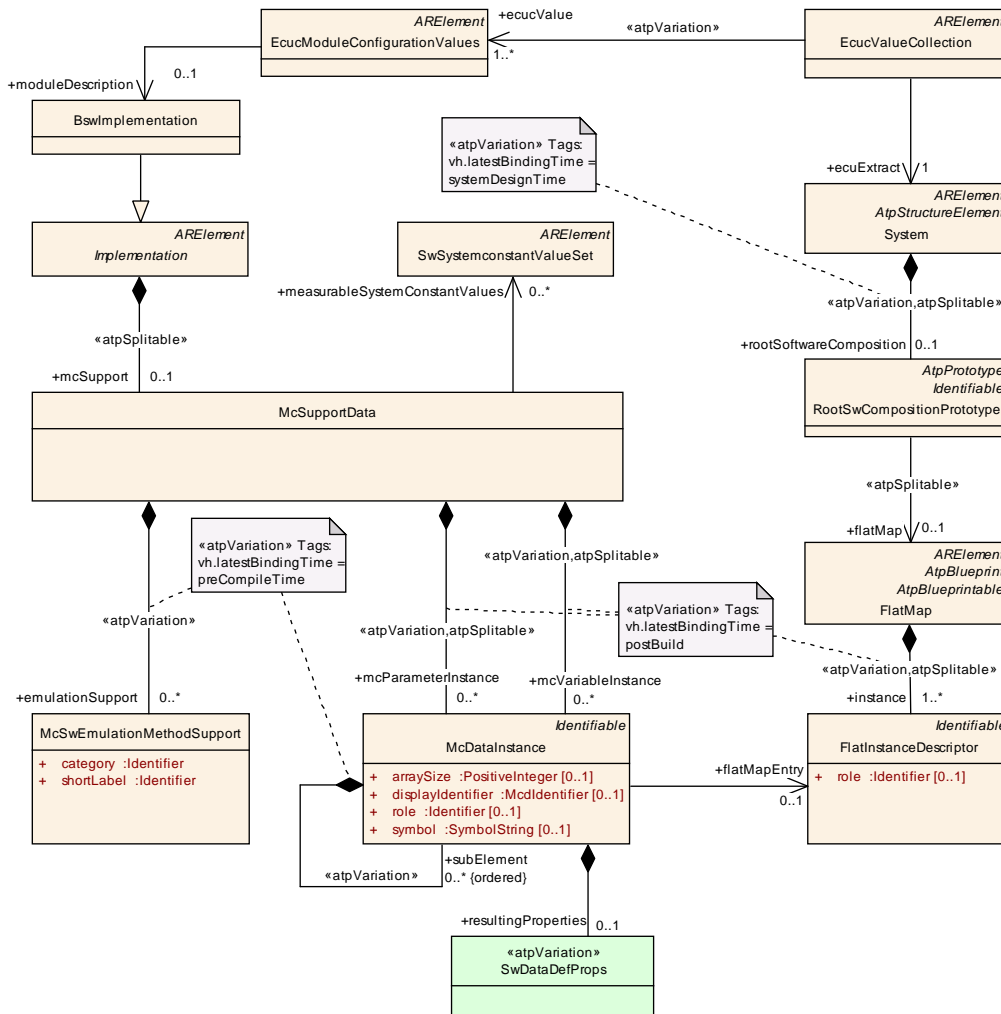 ARElement
EcucModuleConfigurationValues
+ecucValue
1..*
«atpVariation»
ARElement
EcucValueCollection
+moduleDescription
0..1
BswImplementation
«atpVariation» Tags:
vh.latestBindingTime =
systemDesignTime
+ecuExtract
1
ARElement
AtpStructureElement
System
ARElement
Implementation
ARElement
SwSystemconstantValueSet
+measurableSystemConstantValues
0..*
«atpVariation,atpSplitable»
«atpSplitable»
+rootSoftwareComposition
0..1
+mcSupport
0..1
AtpPrototype
Identifiable
RootSwCompositionPrototype
McSupportData
«atpSplitable»
+flatMap
0..1
«atpVariation» Tags:
vh.latestBindingTime =
preCompileTime
«atpVariation,atpSplitable»
ARElement
AtpBlueprint
AtpBlueprintable
FlatMap
«atpVariation» Tags:
vh.latestBindingTime =
postBuild
«atpVariation»
«atpVariation,atpSplitable»
«atpVariation,atpSplitable»
+emulationSupport
0..*
+mcParameterInstance
0..*
+mcVariableInstance
0..*
+instance
1..*
McSwEmulationMethodSupport
+ category :Identifier
+ shortLabel :Identifier
Identifiable
McDataInstance
+ arraySize :PositiveInteger [0..1]
+ displayIdentifier :McdIdentifier [0..1]
+ role :Identifier [0..1]
+ symbol :SymbolString [0..1]
+flatMapEntry
0..1
Identifiable
FlatInstanceDescriptor
+ role :Identifier [0..1]
+subElement
0..* {ordered}
«atpVariation»
+resultingProperties
0..1
«atpVariation»
SwDataDefProps